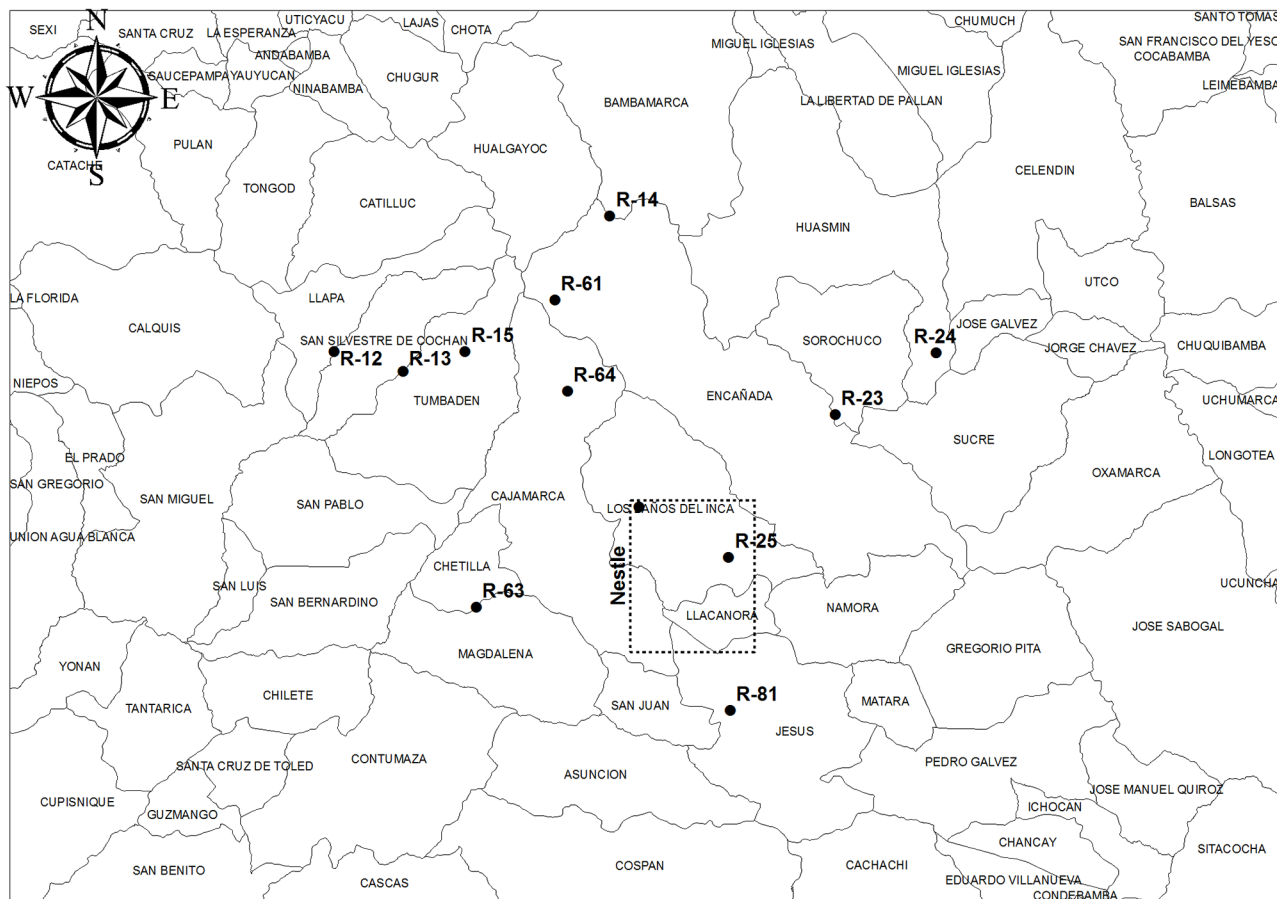 N
W
E
S
SEXI
SANTA CRUZ
LA ESPERANZA
UTICYACU
LAJAS
CHOTA
ANDABAMBA
SAUCEPAMPA
YAUYUCAN
NINABAMBA
CHUGUR
MIGUEL IGLESIAS
CHUMUCH
SANTO TOMAS
SAN FRANCISCO DEL YESO
COCABAMBA
MIGUEL IGLESIAS
LEIMEBAMBA
BAMBAMARCA
LA LIBERTAD DE PALLAN
PULAN
HUALGAYOC
CATACHE
TONGOD
CATILLUC
CELENDIN
BALSAS
R-14
HUASMIN
R-61
UTCO
LA FLORIDA
LLAPA
CALQUIS
SAN SILVESTRE DE COCHAN
R-15
R-12
R-13
SOROCHUCO
R-24
JOSE GALVEZ
JORGE CHAVEZ
CHUQUIBAMBA
NIEPOS
R-64
TUMBADEN
ENCAÑADA
R-23
UCHUMARCA
SUCRE
EL PRADO
LONGOTEA
OXAMARCA
SAN GREGORIO
SAN MIGUEL
SAN PABLO
CAJAMARCA
LOS BAÑOS DEL INCA
UNION AGUA BLANCA
R-25
Nestle
CHETILLA
SAN LUIS
SAN BERNARDINO
R-63
LLACANORA
NAMORA
UCUNCHA
JOSE SABOGAL
MAGDALENA
GREGORIO PITA
YONAN
CHILETE
TANTARICA
SAN JUAN
R-81
MATARA
JESUS
CONTUMAZA
SANTA CRUZ DE TOLED
ASUNCION
PEDRO GALVEZ
CUPISNIQUE
GUZMANGO
ICHOCAN
JOSE MANUEL QUIROZ
CHANCAY
SITACOCHA
SAN BENITO
CASCAS
COSPAN
CACHACHI
EDUARDO VILLANUEVA
CONDEBAMBA